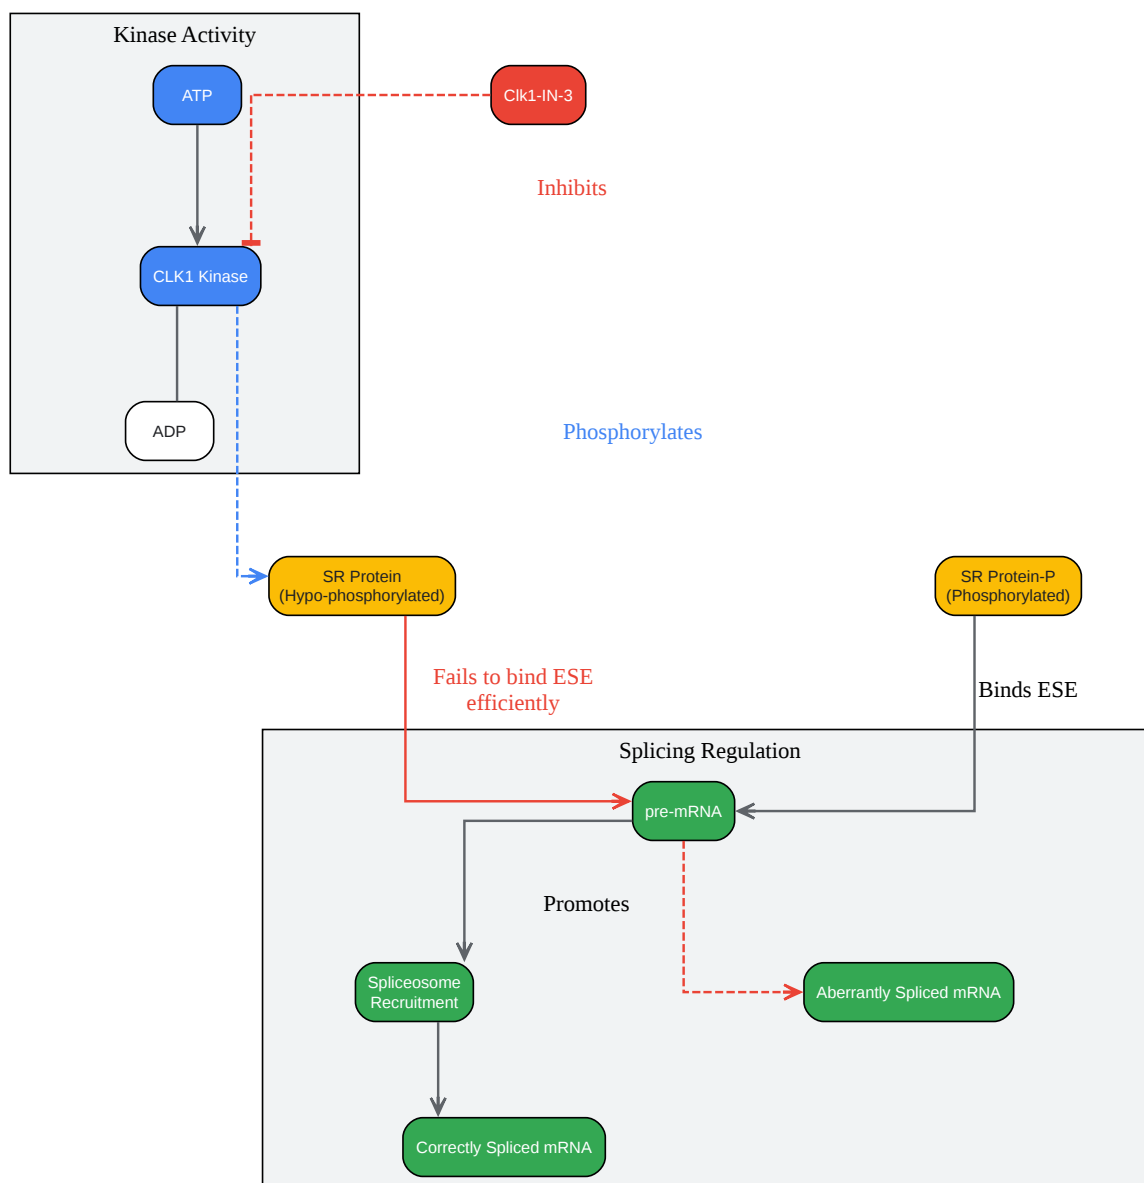 Kinase Activity
ATP
Clk1-IN-3
Inhibits
CLK1 Kinase
ADP
Phosphorylates
SR Protein
(Hypo-phosphorylated)
SR Protein-P
(Phosphorylated)
Fails to bind ESE
efficiently
Binds ESE
Splicing Regulation
pre-mRNA
Promotes
Spliceosome
Recruitment
Aberrantly Spliced mRNA
Correctly Spliced mRNA